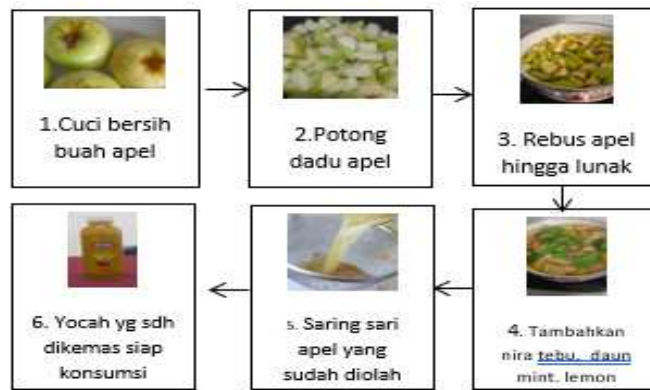 1.Cuci bersih
buah apel
2.Potong
dadu apel
3. Rebus apel
hingga lunak
4. Tambahkan
nira tebu, daun
mint. lemon
5. Saring sari
apel yang
sudah diolah
6. Yocah yg sdh
dikemas siap
konsumsi